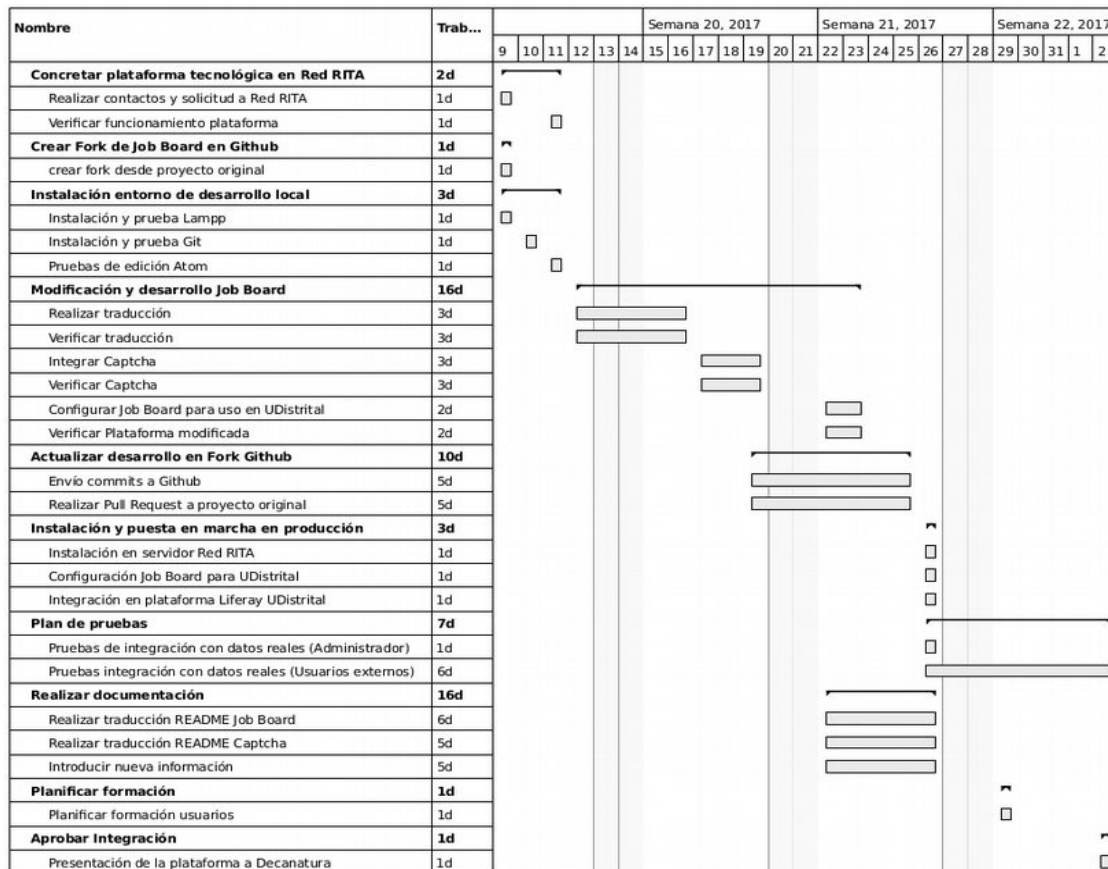 Nombre Trab... Semana 20, 2017 Semana 21, 2017 Semana 22, 2017
9 10 11 12 13 14 15 16 17 18 19 20 21 22 23 24 25 26 27 28 29 30 31 1 2
Concretar plataforma tecnológica en Red RITA 2d
Realizar contactos y solicitud a Red RITA 1d
Verificar funcionamiento plataforma 1d
Crear Fork de Job Board en Github 1d
crear fork desde proyecto original 1d
Instalación entorno de desarrollo local 3d
Instalación y prueba Lampp 1d
Instalación y prueba Git 1d
Pruebas de edición Atom 1d
Modificación y desarrollo Job Board 16d
Realizar traducción 3d
Verificar traducción 3d
Integrar Captcha 3d
Verificar Captcha 3d
Configurar Job Board para uso en UDistrital 2d
Verificar Plataforma modificada 2d
Actualizar desarrollo en Fork Github 10d
Envío commits a Github 5d
Realizar Pull Request a proyecto original 5d
Instalación y puesta en marcha en producción 3d
Instalación en servidor Red RITA 1d
Configuración Job Board para UDistrital 1d
Integración en plataforma Liferay UDistrital 1d
Plan de pruebas 7d
Pruebas de integración con datos reales (Administrador) 1d
Pruebas integración con datos reales (Usuarios externos) 6d
Realizar documentación 16d
Realizar traducción README Job Board 6d
Realizar traducción README Captcha 5d
Introducir nueva información 5d
Planificar formación 1d
Planificar formación usuarios 1d
Aprobar Integración 1d
Presentación de la plataforma a Decanatura 1d